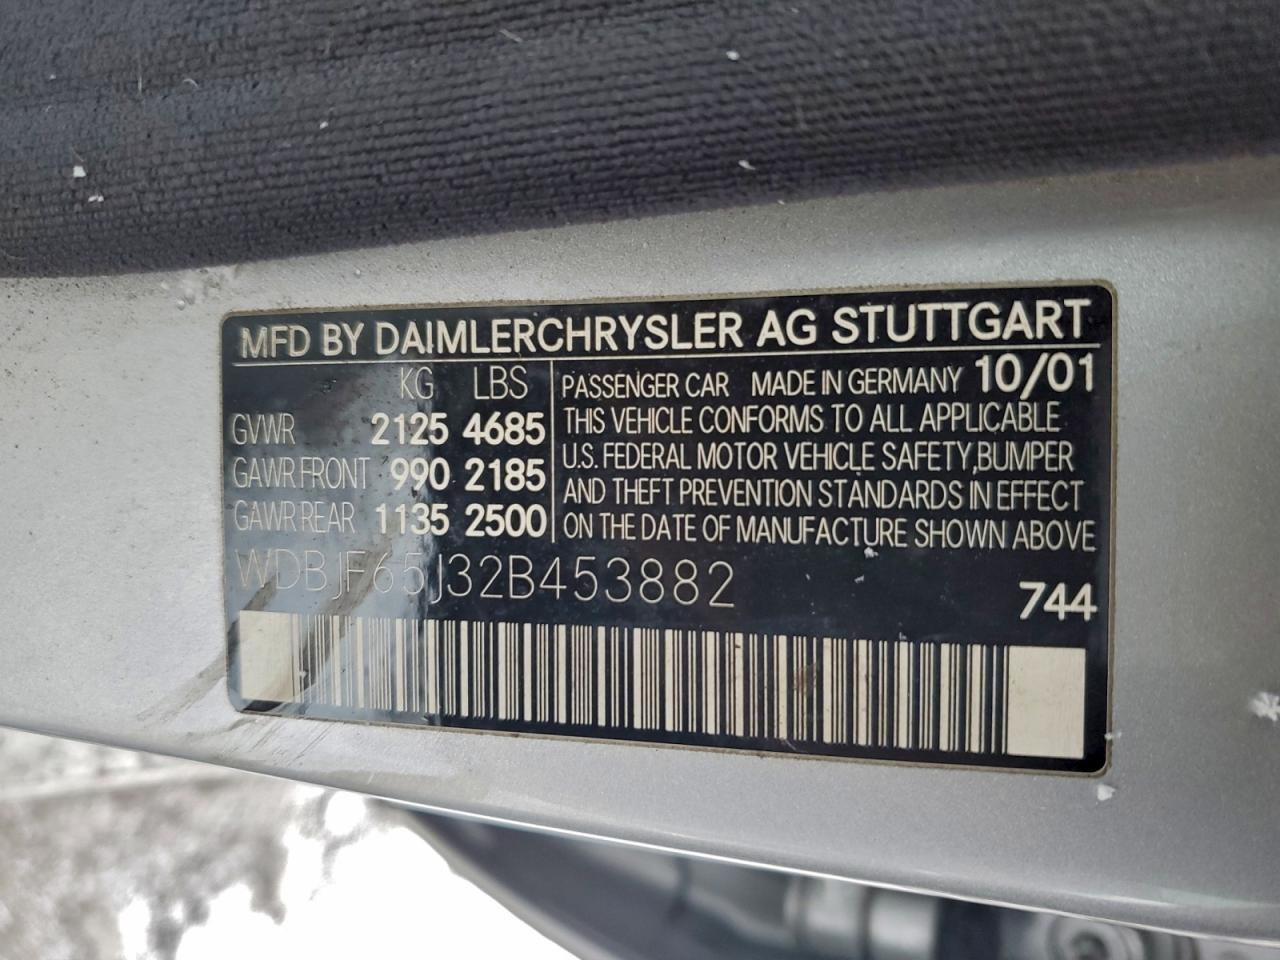 MFD BY DAIMLERCHRYSLER AG STUTTGART
KG LBS
GVWR 2125 4685
GAWR FRONT 990 2185
GAWR REAR 1135 2500
PASSENGER CAR MADE IN GERMANY 10/01
THIS VEHICLE CONFORMS TO ALL APPLICABLE
U.S. FEDERAL MOTOR VEHICLE SAFETY, BUMPER
AND THEFT PREVENTION STANDARDS IN EFFECT
ON THE DATE OF MANUFACTURE SHOWN ABOVE
WDBJF65J32B453882
744